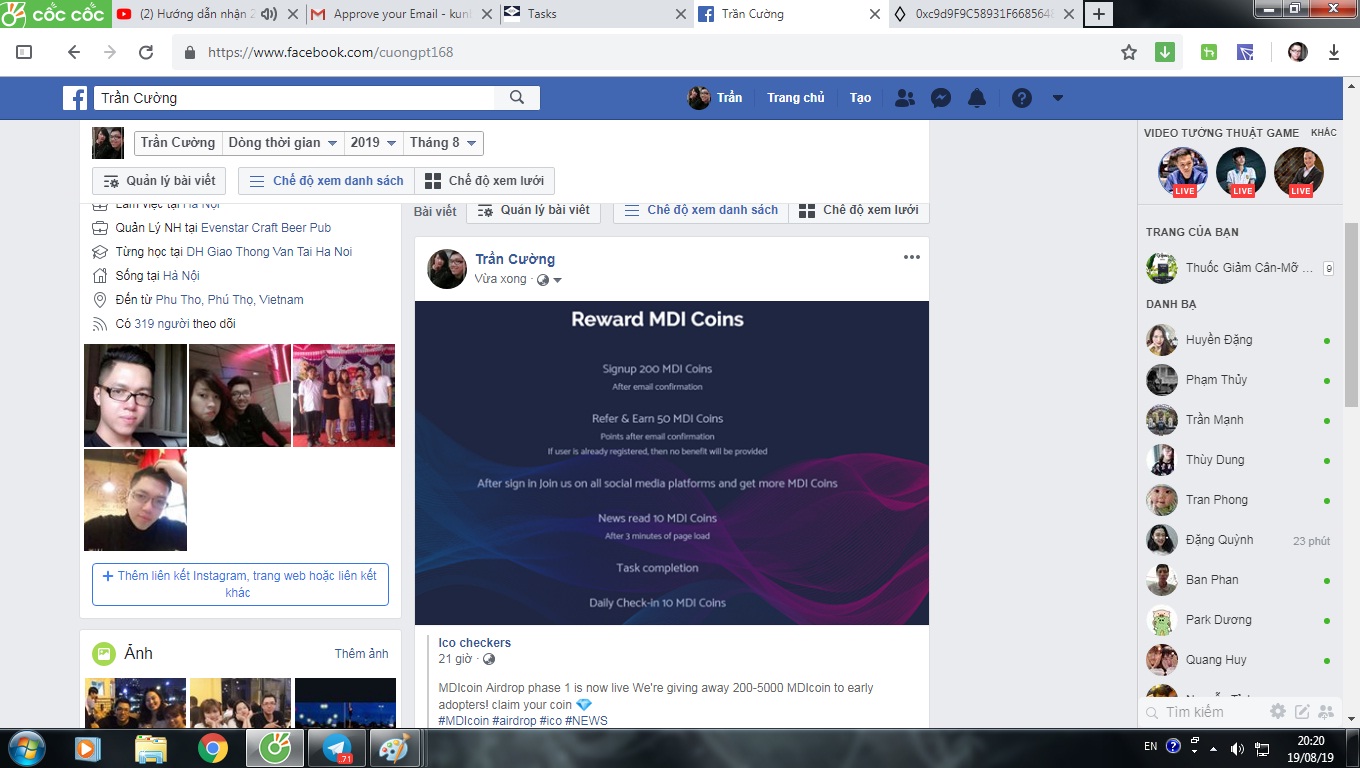 cốc cốc
(2) Hướng dẫn nhận 2
Approve your Email - kun
Tasks
Trần Cường
0xc9d9F9C58931F668564
https://www.facebook.com/cuongpt168
Trần Cường
Trần
Trang chủ
Tạo
Trần Cường
Dòng thời gian
2019
Tháng 8
Quản lý bài viết
Chế độ xem danh sách
Chế độ xem lưới
Làm việc tại Hà Nội
Quản Lý NH tại Evenstar Craft Beer Pub
Từng học tại DH Giao Thong Van Tai Ha Noi
Sống tại Hà Nội
Đến từ Phu Tho, Phú Thọ, Vietnam
Có 319 người theo dõi
Thêm liên kết Instagram, trang web hoặc liên kết
khác
Ảnh
Thêm ảnh
Bài viết
Quản lý bài viết
Chế độ xem danh sách
Chế độ xem lưới
Trần Cường
Vừa xong ·
Reward MDI Coins
Signup 200 MDI Coins
After email confirmation
Refer & Earn 50 MDI Coins
Points after email confirmation
If user is already registered, then no benefit will be provided
After sign in Join us on all social media platforms and get more MDI Coins
News read 10 MDI Coins
After 3 minutes of page load
Task completion
Daily Check-in 10 MDI Coins
Ico checkers
21 giờ ·
MDIcoin Airdrop phase 1 is now live We're giving away 200-5000 MDIcoin to early
adopters! claim your coin 💎
#MDIcoin #airdrop #ico #NEWS
VIDEO TƯỜNG THUẬT GAME
KHÁC
LIVE
LIVE
LIVE
TRANG CỦA BẠN
Thuốc Giảm Cân-Mỡ ...
9
DANH BẠ
Huyền Đặng
Phạm Thủy
Trần Mạnh
Thùy Dung
Tran Phong
Đặng Quỳnh
23 phút
Ban Phan
Park Dương
Quang Huy
Tìm kiếm
71
EN
20:20
19/08/19